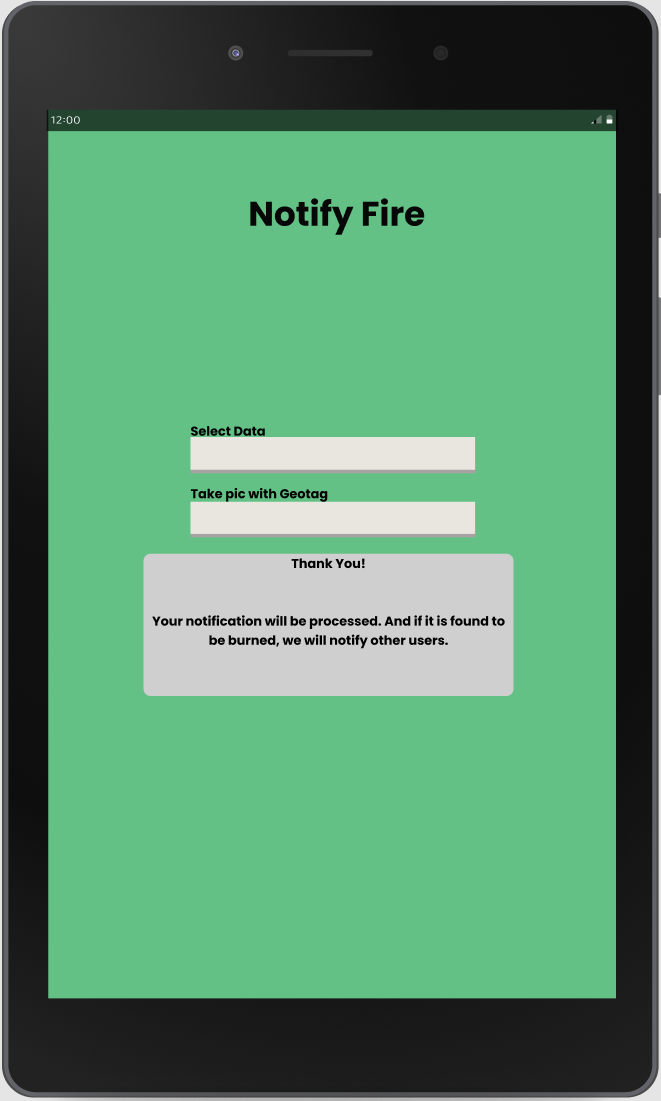 12:00
Notify Fire
Select Data
Take pic with Geotag
Thank You!
Your notification will be processed. And if it is found to
be burned, we will notify other users.